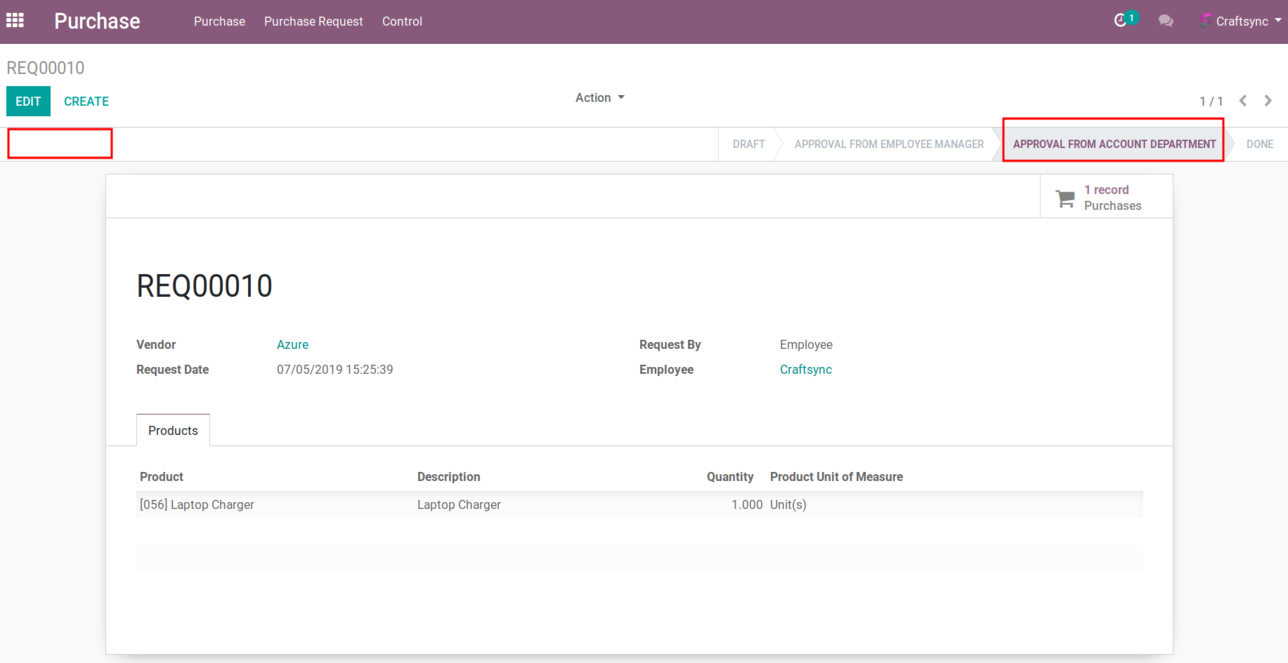 Purchase Purchase Purchase Request Control 1 Craftsync
REQ00010
EDIT CREATE Action 1 / 1
DRAFT APPROVAL FROM EMPLOYEE MANAGER APPROVAL FROM ACCOUNT DEPARTMENT DONE
1 record
Purchases
REQ00010
Vendor Azure Request By Employee
Request Date 07/05/2019 15:25:39 Employee Craftsync
Products
Product Description Quantity Product Unit of Measure
[056] Laptop Charger Laptop Charger 1.000 Unit(s)